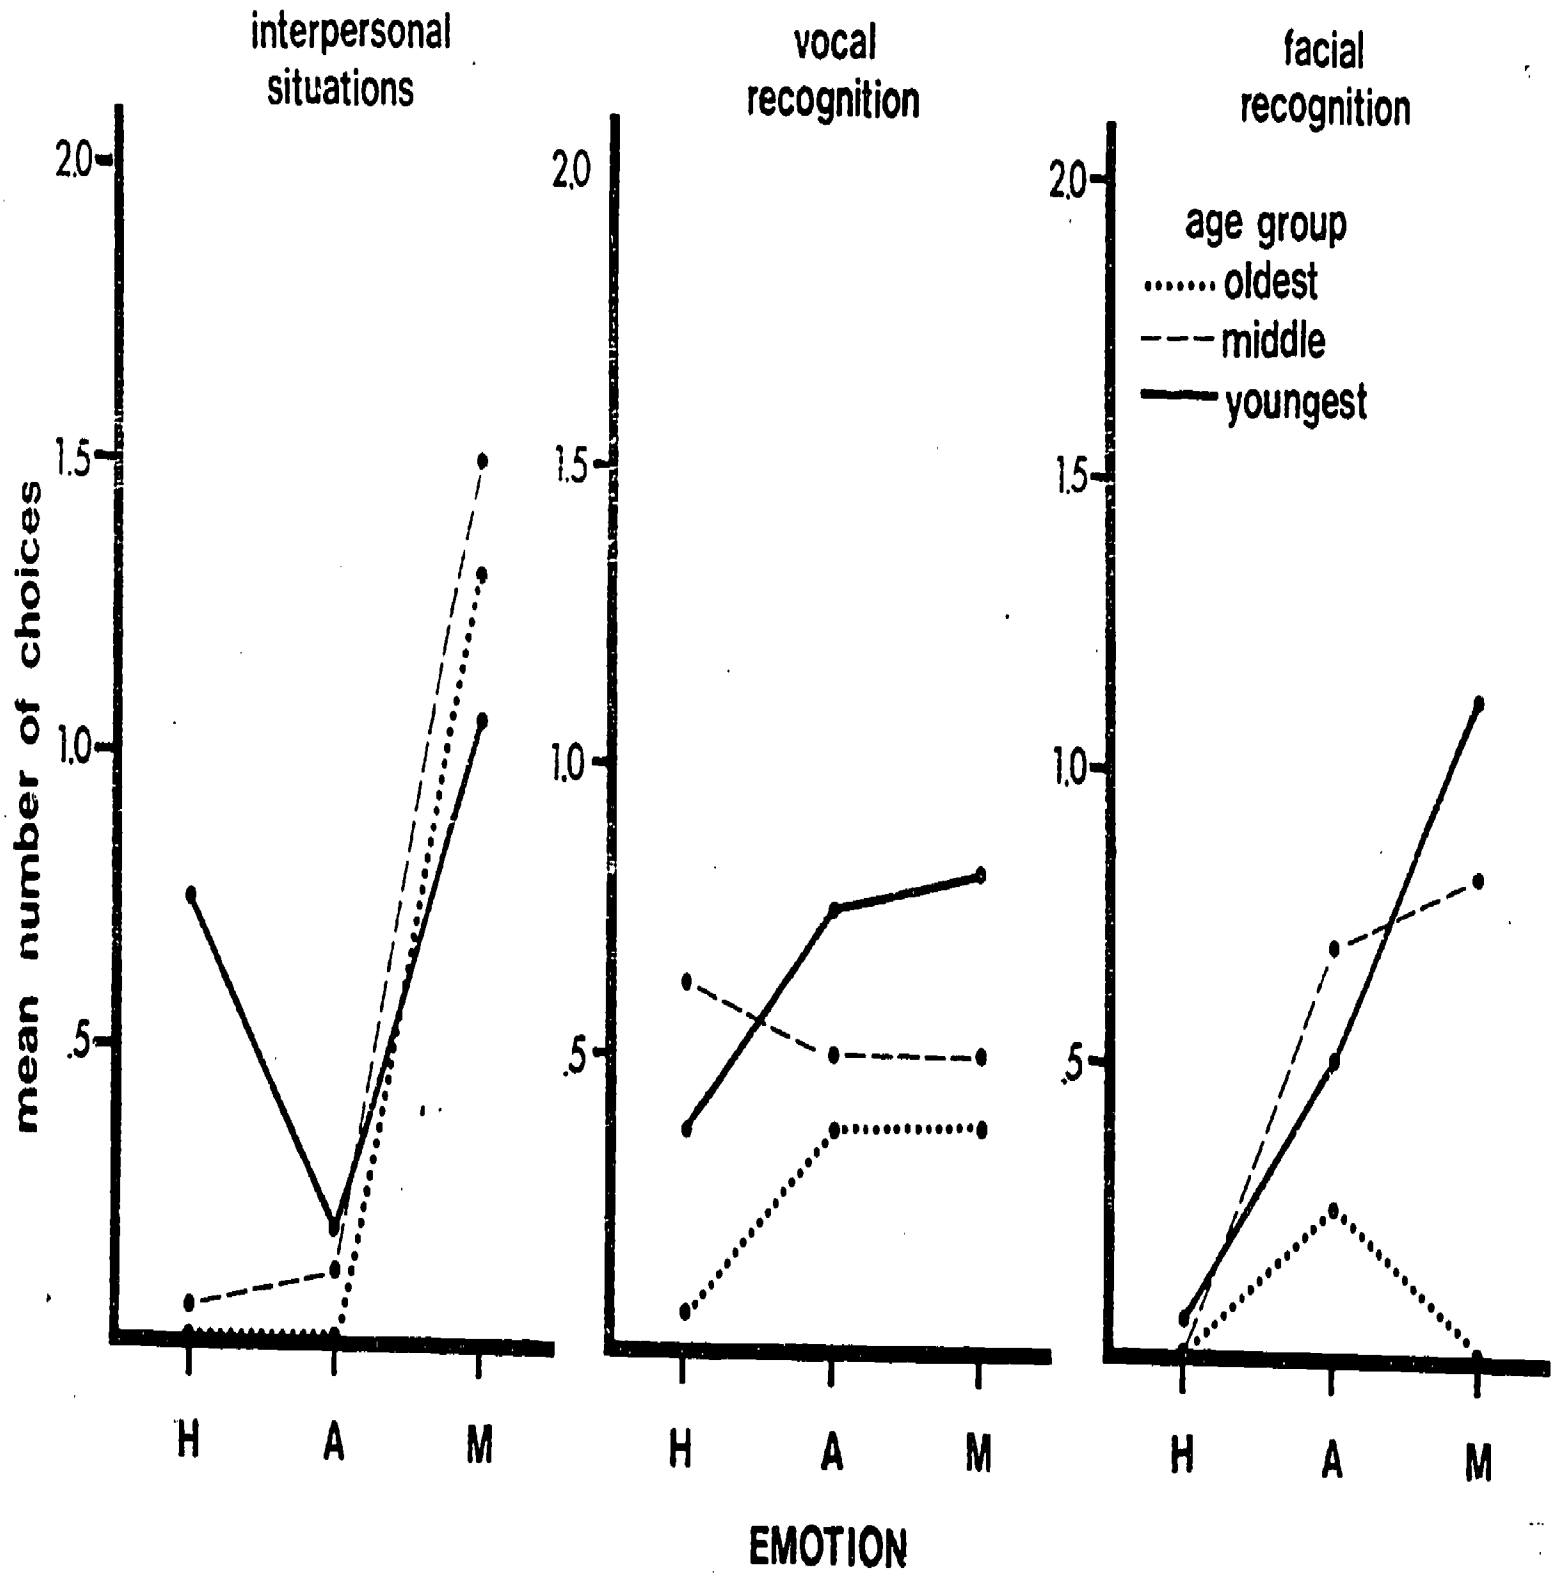 interpersonal
situations
vocal
recognition
facial
recognition
2.0
1.5
1.0
.5
2.0
1.5
1.0
.5
2.0
1.5
1.0
.5
age group
oldest
middle
youngest
mean number of choices
H A M
H A M
H A M
EMOTION